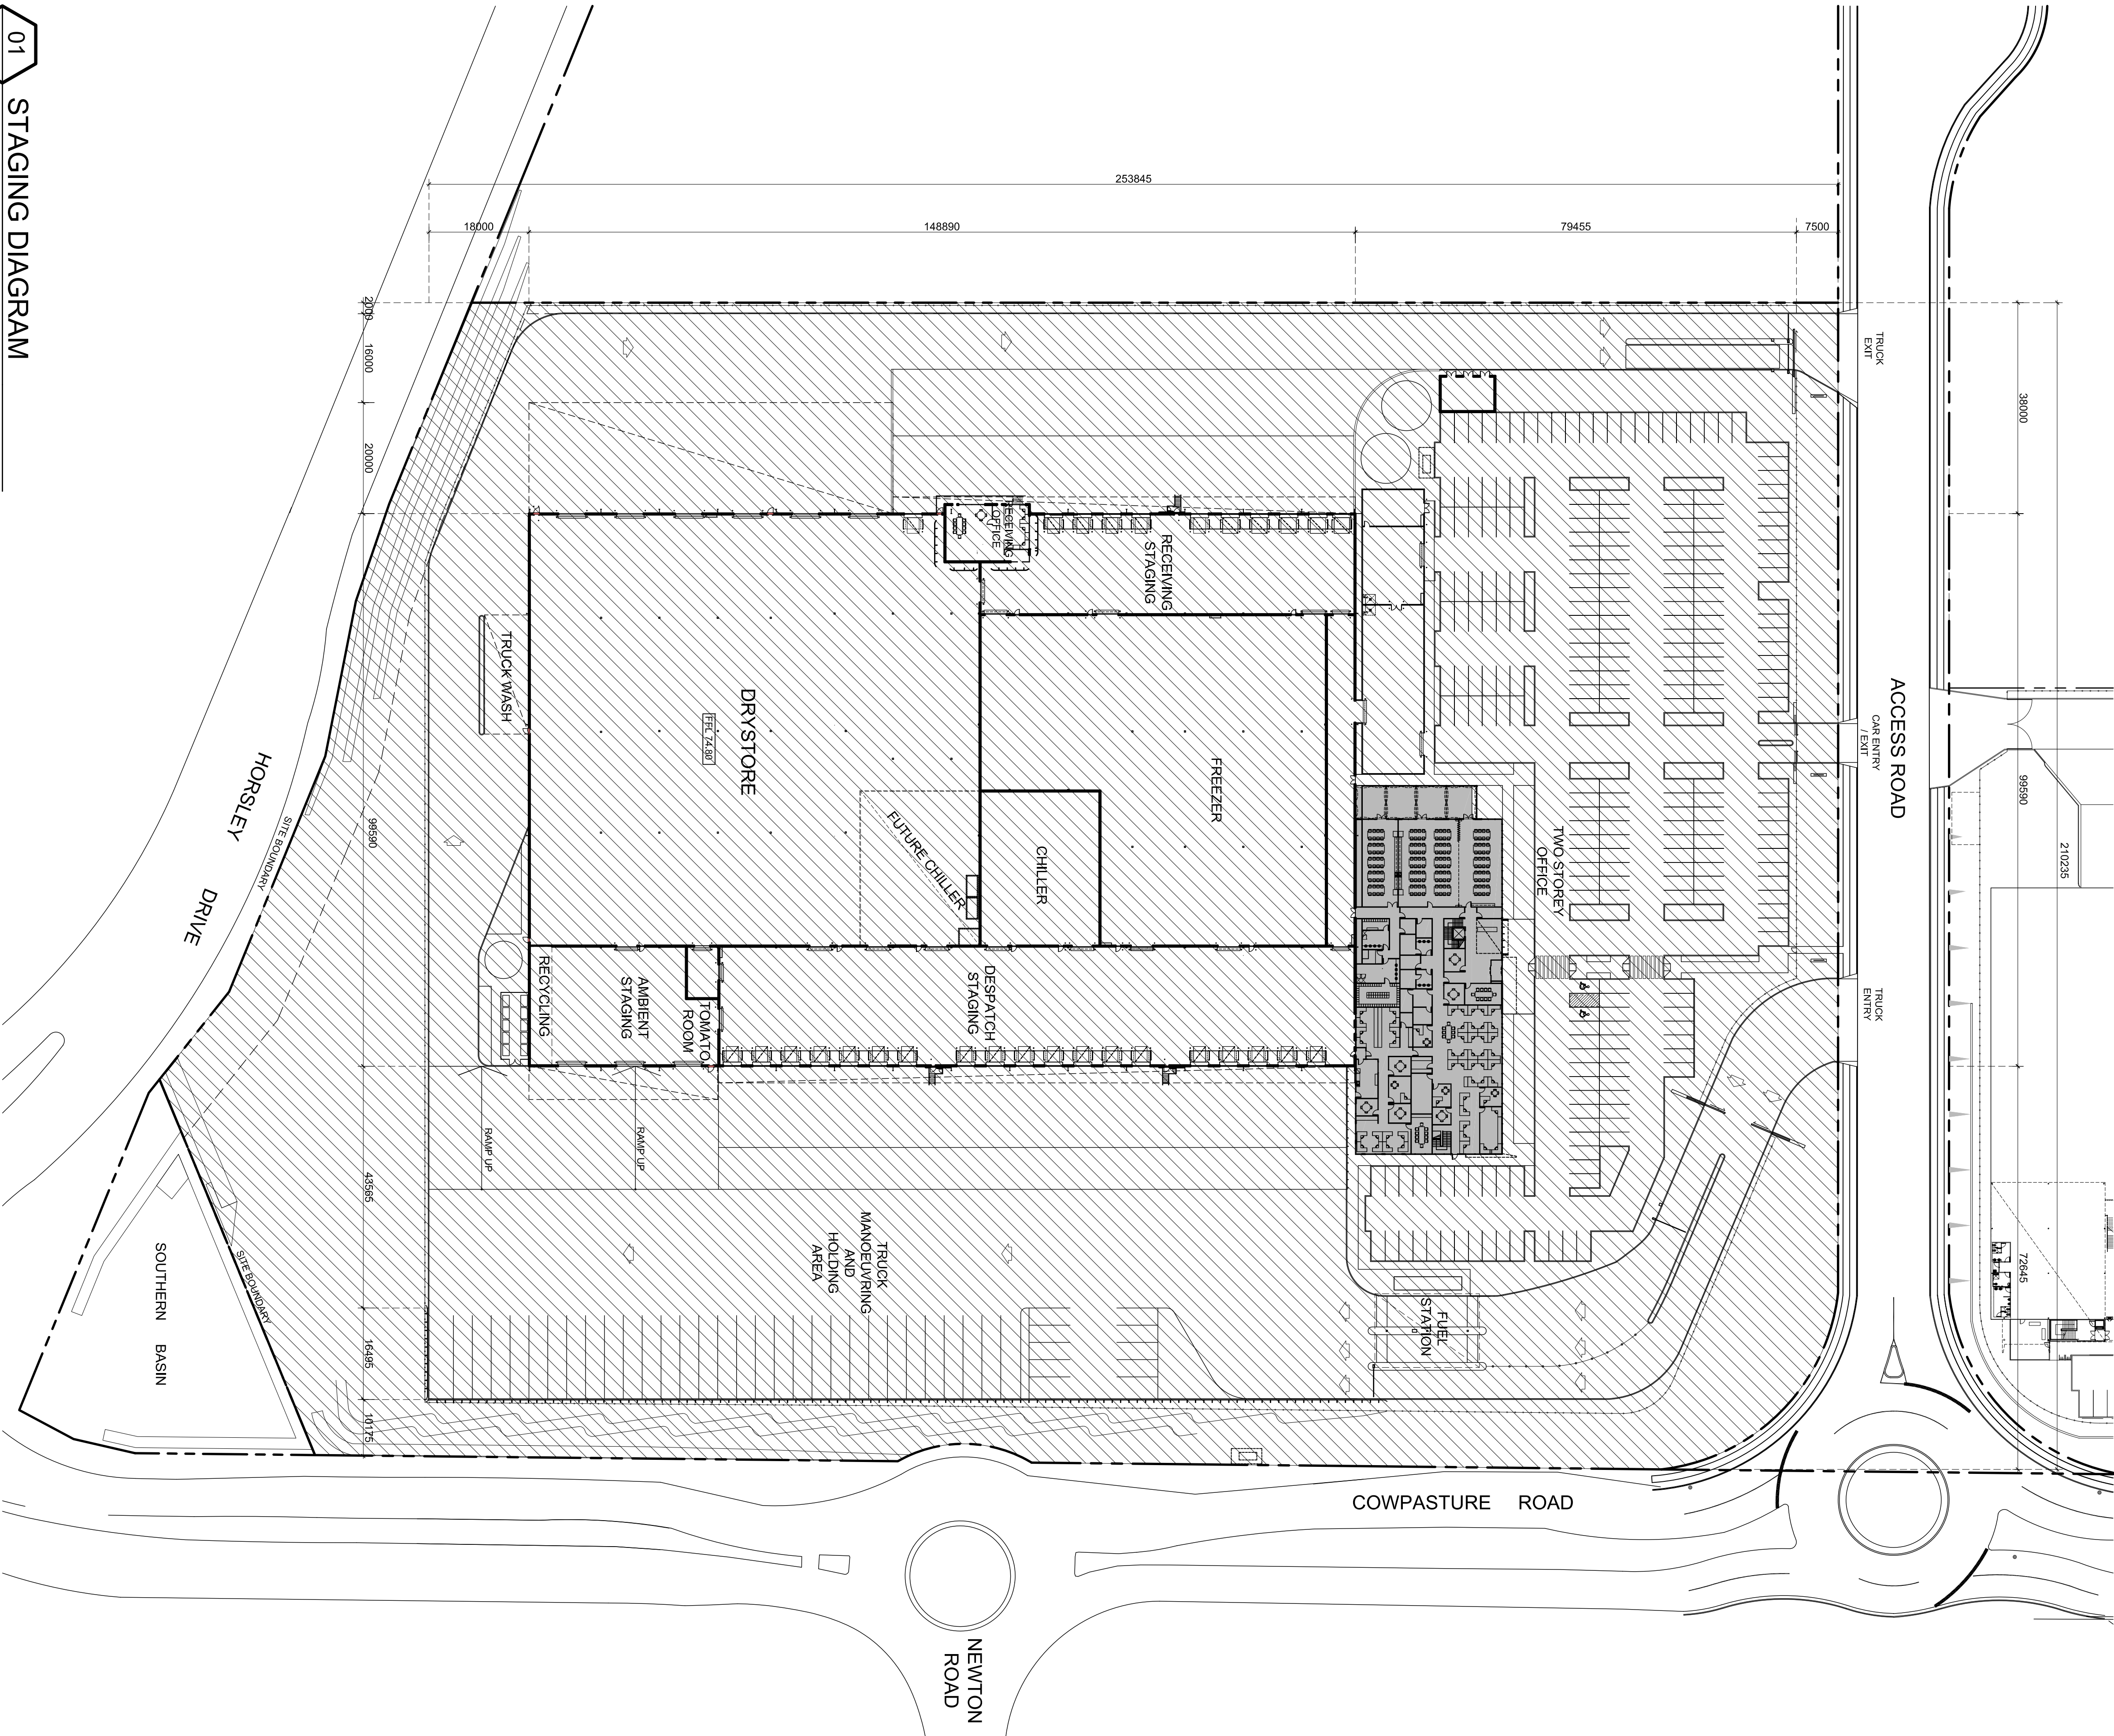 01
STAGING DIAGRAM
253845
18000
148890
79455
7500
2000
16000
20000
99590
43565
16495
10175
38000
99590
72645
210235
TRUCK
EXIT
ACCESS ROAD
CAR ENTRY
/ EXIT
TRUCK
ENTRY
RECEIVING
OFFICE
RECEIVING
STAGING
TRUCK WASH
DRYSTORE
FFL 74.80
FREEZER
CHILLER
FUTURE CHILLER
TWO STOREY
OFFICE
RECYCLING
AMBIENT
STAGING
TOMATO
ROOM
DESPATCH
STAGING
RAMP UP
RAMP UP
TRUCK
MANOEUVRING
AND
HOLDING
AREA
FUEL
STATION
HORSLEY
DRIVE
SITE BOUNDARY
SITE BOUNDARY
SOUTHERN BASIN
COWPASTURE ROAD
NEWTON
ROAD